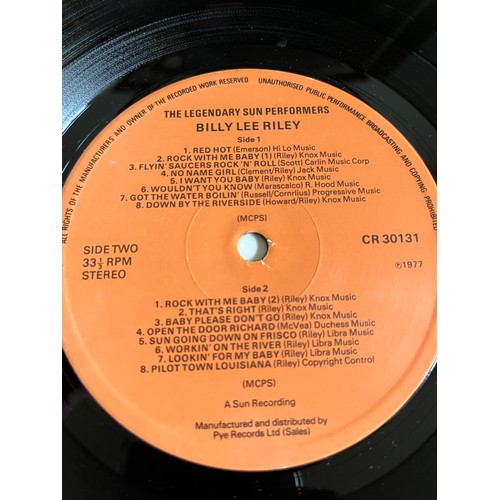 ALL RIGHTS OF THE MANUFACTURERS AND OWNER OF THE RECORDED WORK RESERVED
UNAUTHORISED PUBLIC PERFORMANCE BROADCASTING AND COPYING PROHIBITED
THE LEGENDARY SUN PERFORMERS
BILLY LEE RILEY
Side 1
1. RED HOT (Emerson) Hi Lo Music
2. ROCK WITH ME BABY (1) (Riley) Knox Music
3. FLYIN' SAUCERS ROCK 'N' ROLL (Scott) Carlin Music Corp
4. NO NAME GIRL (Clement/Riley) Jack Music
5. I WANT YOU BABY (Riley) Knox Music
6. WOULDN'T YOU KNOW (Marascalco) R. Hood Music
7. GOT THE WATER BOILIN' (Russell/Cornrlius) Progressive Music
8. DOWN BY THE RIVERSIDE (Howard/Riley) Knox Music
(MCPS)
SIDE TWO
33 1/3 RPM
STEREO
CR 30131
℗1977
Side 2
1. ROCK WITH ME BABY (2) (Riley) Knox Music
2. THAT'S RIGHT (Riley) Knox Music
3. BABY PLEASE DON'T GO (Riley) Knox Music
4. OPEN THE DOOR RICHARD (McVea) Duchess Music
5. SUN GOING DOWN ON FRISCO (Riley) Libra Music
6. WORKIN' ON THE RIVER (Riley) Libra Music
7. LOOKIN' FOR MY BABY (Riley) Libra Music
8. PILOT TOWN LOUISIANA (Riley) Copyright Control
(MCPS)
A Sun Recording
Manufactured and distributed by
Pye Records Ltd (Sales)